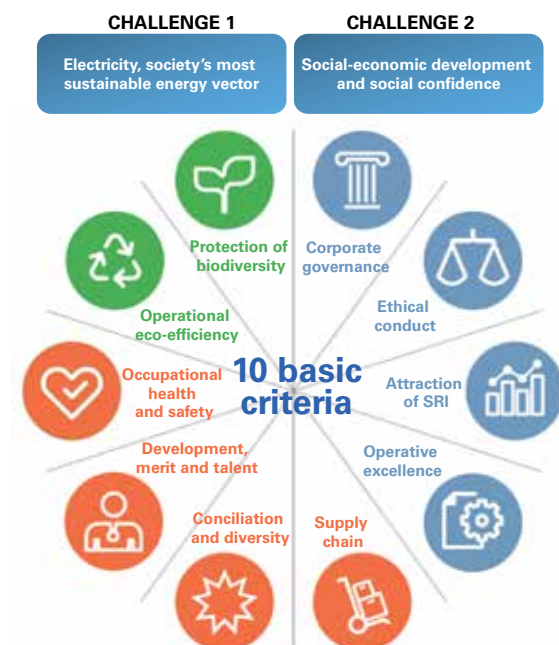 CHALLENGE 1
Electricity, society's most
sustainable energy vector
CHALLENGE 2
Social-economic development
and social confidence
Protection of
biodiversity
Corporate
governance
Operational
eco-efficiency
Ethical
conduct
Occupational
health
and safety
10 basic
criteria
Attraction
of SRI
Development,
merit and talent
Operative
excellence
Conciliation
and diversity
Supply
chain